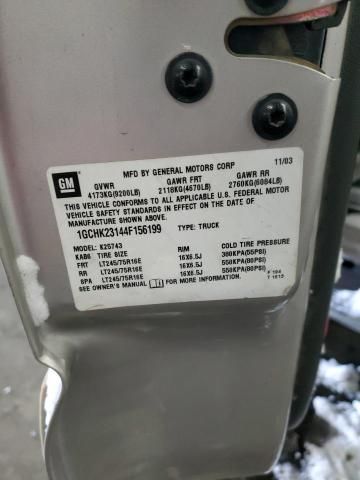 MFD BY GENERAL MOTORS CORP 11/03
GM
GVWR GAWR FRT GAWR RR
4173KG(9200LB) 2118KG(4670LB) 2760KG(6084LB)
THIS VEHICLE CONFORMS TO ALL APPLICABLE U.S. FEDERAL MOTOR
VEHICLE SAFETY STANDARDS IN EFFECT ON THE DATE OF
MANUFACTURE SHOWN ABOVE.
1GCHK23144F156199 TYPE: TRUCK
MODEL: K25743
KAB6 TIRE SIZE RIM COLD TIRE PRESSURE
FRT LT245/75R16E 16X6.5J 380KPA(55PSI)
RR LT245/75R16E 16X6.5J 550KPA(80PSI)
SPA LT245/75R16E 16X6.5J 550KPA(80PSI)
SEE OWNER'S MANUAL FOR MORE INFORMATION.
F 194
T 1613